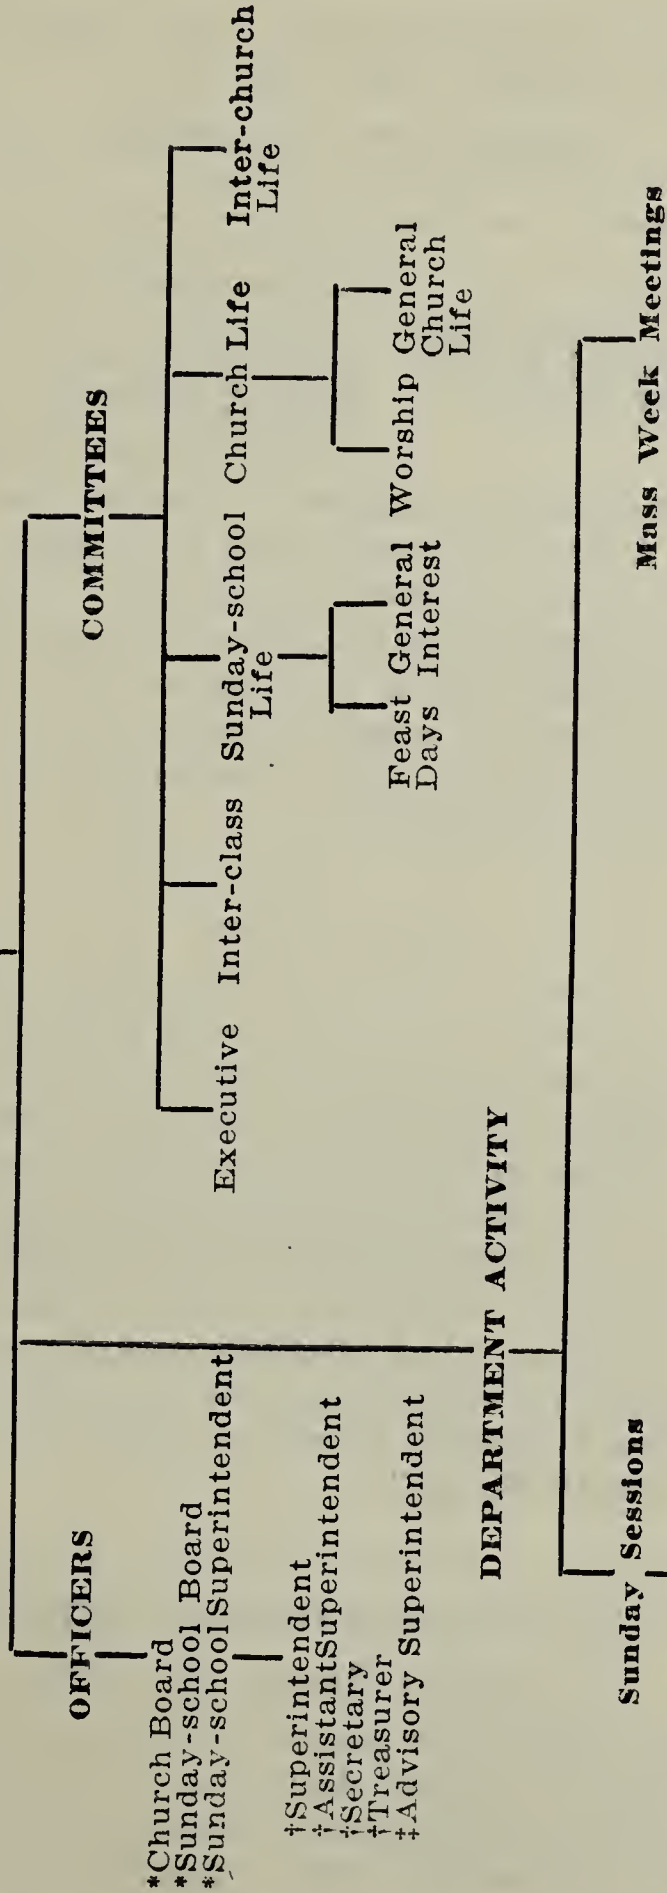 OFFICERS
*Church Board
*Sunday-school Board
*Sunday-school Superintendent
†Superintendent
†Assistant Superintendent
†Secretary
†Treasurer
‡Advisory Superintendent
COMMITTEES
Executive
Inter-class
Sunday-school
Life
Church Life
Inter-church
Life
Feast
Days
General
Interest
Worship
General
Church
Life
DEPARTMENT ACTIVITY
Sunday Sessions
Mass Week Meetings